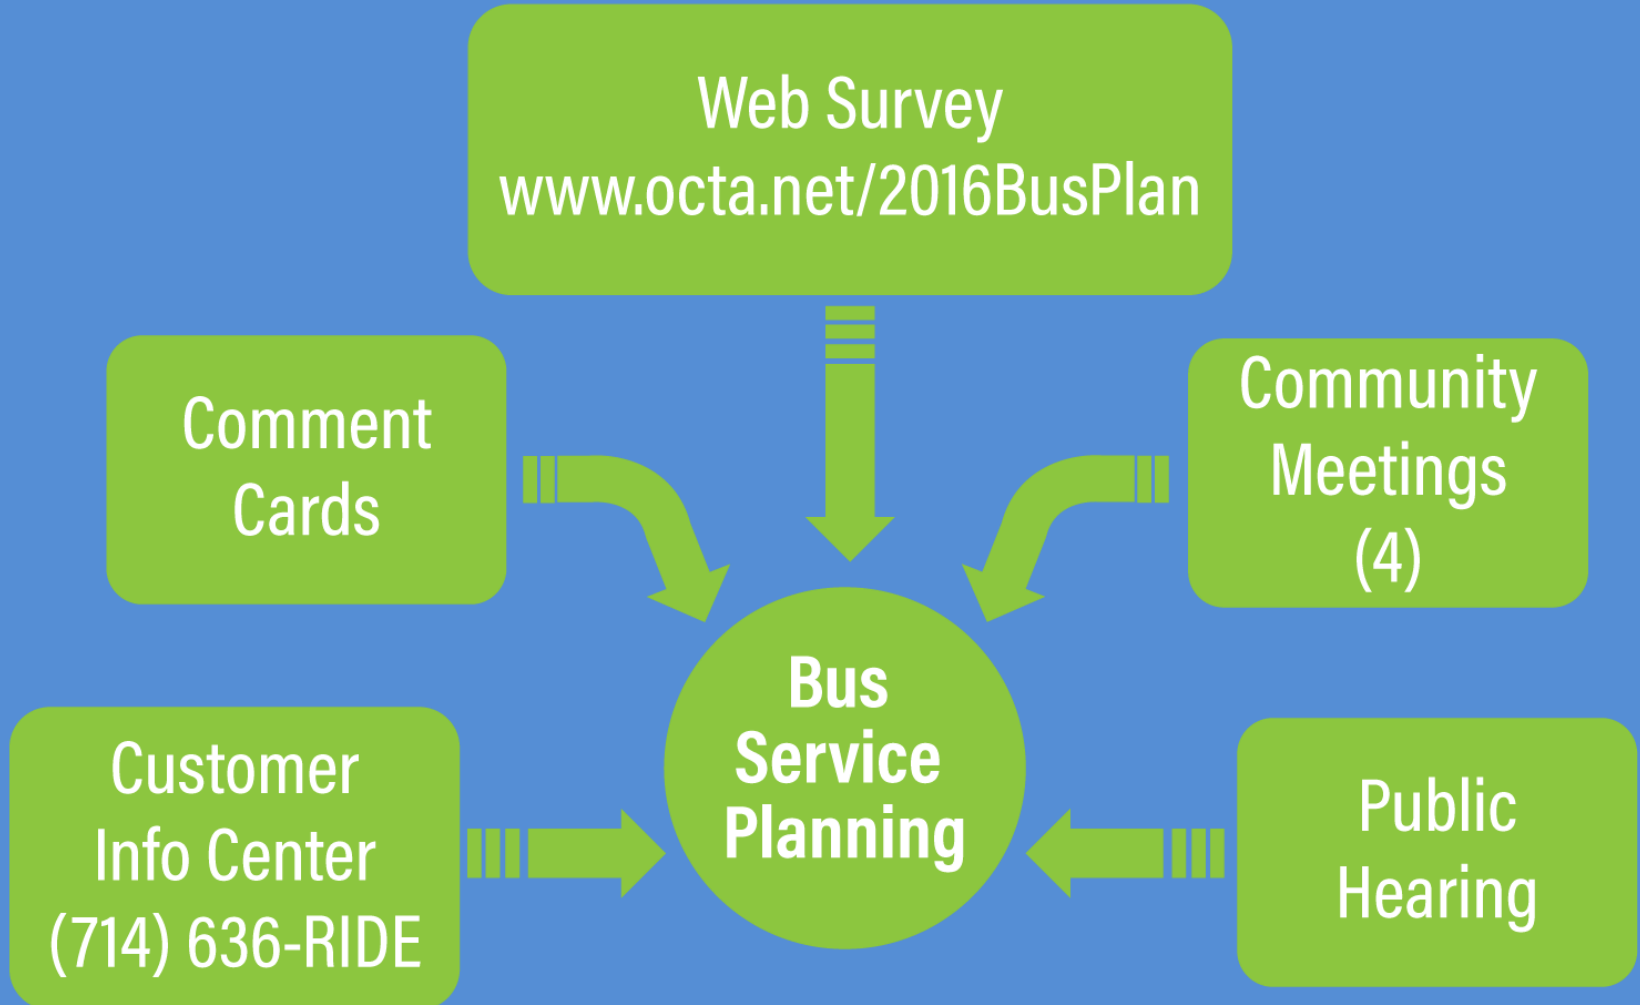 Web Survey
www.octa.net/2016BusPlan
Comment
Cards
Community
Meetings
(4)
Bus
Service
Planning
Customer
Info Center
(714) 636-RIDE
Public
Hearing